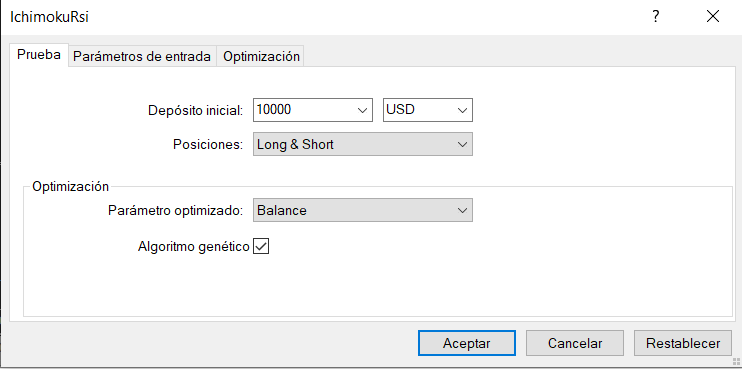 IchimokuRsi
Prueba Parámetros de entrada Optimización
Depósito inicial: 10000 USD
Posiciones: Long & Short
Optimización
Parámetro optimizado: Balance
Algoritmo genético
Aceptar Cancelar Restablecer